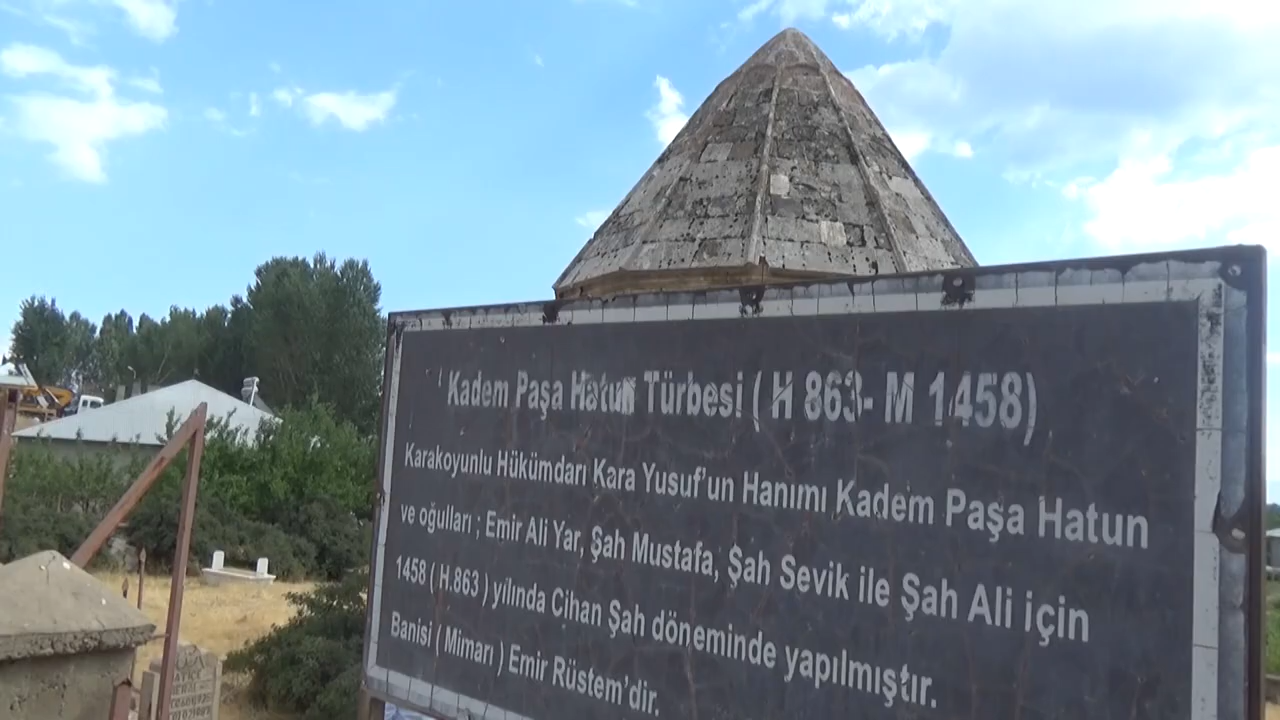 Kadem Paşa Hatun Türbesi ( H 863- M 1458)
Karakoyunlu Hükümdarı Kara Yusuf'un Hanımı Kadem Paşa Hatun
ve oğulları ; Emir Ali Yar, Şah Mustafa, Şah Sevik ile Şah Ali için
1458 ( H.863 ) yılında Cihan Şah döneminde yapılmıştır.
Banisi ( Mimarı ) Emir Rüstem'dir.